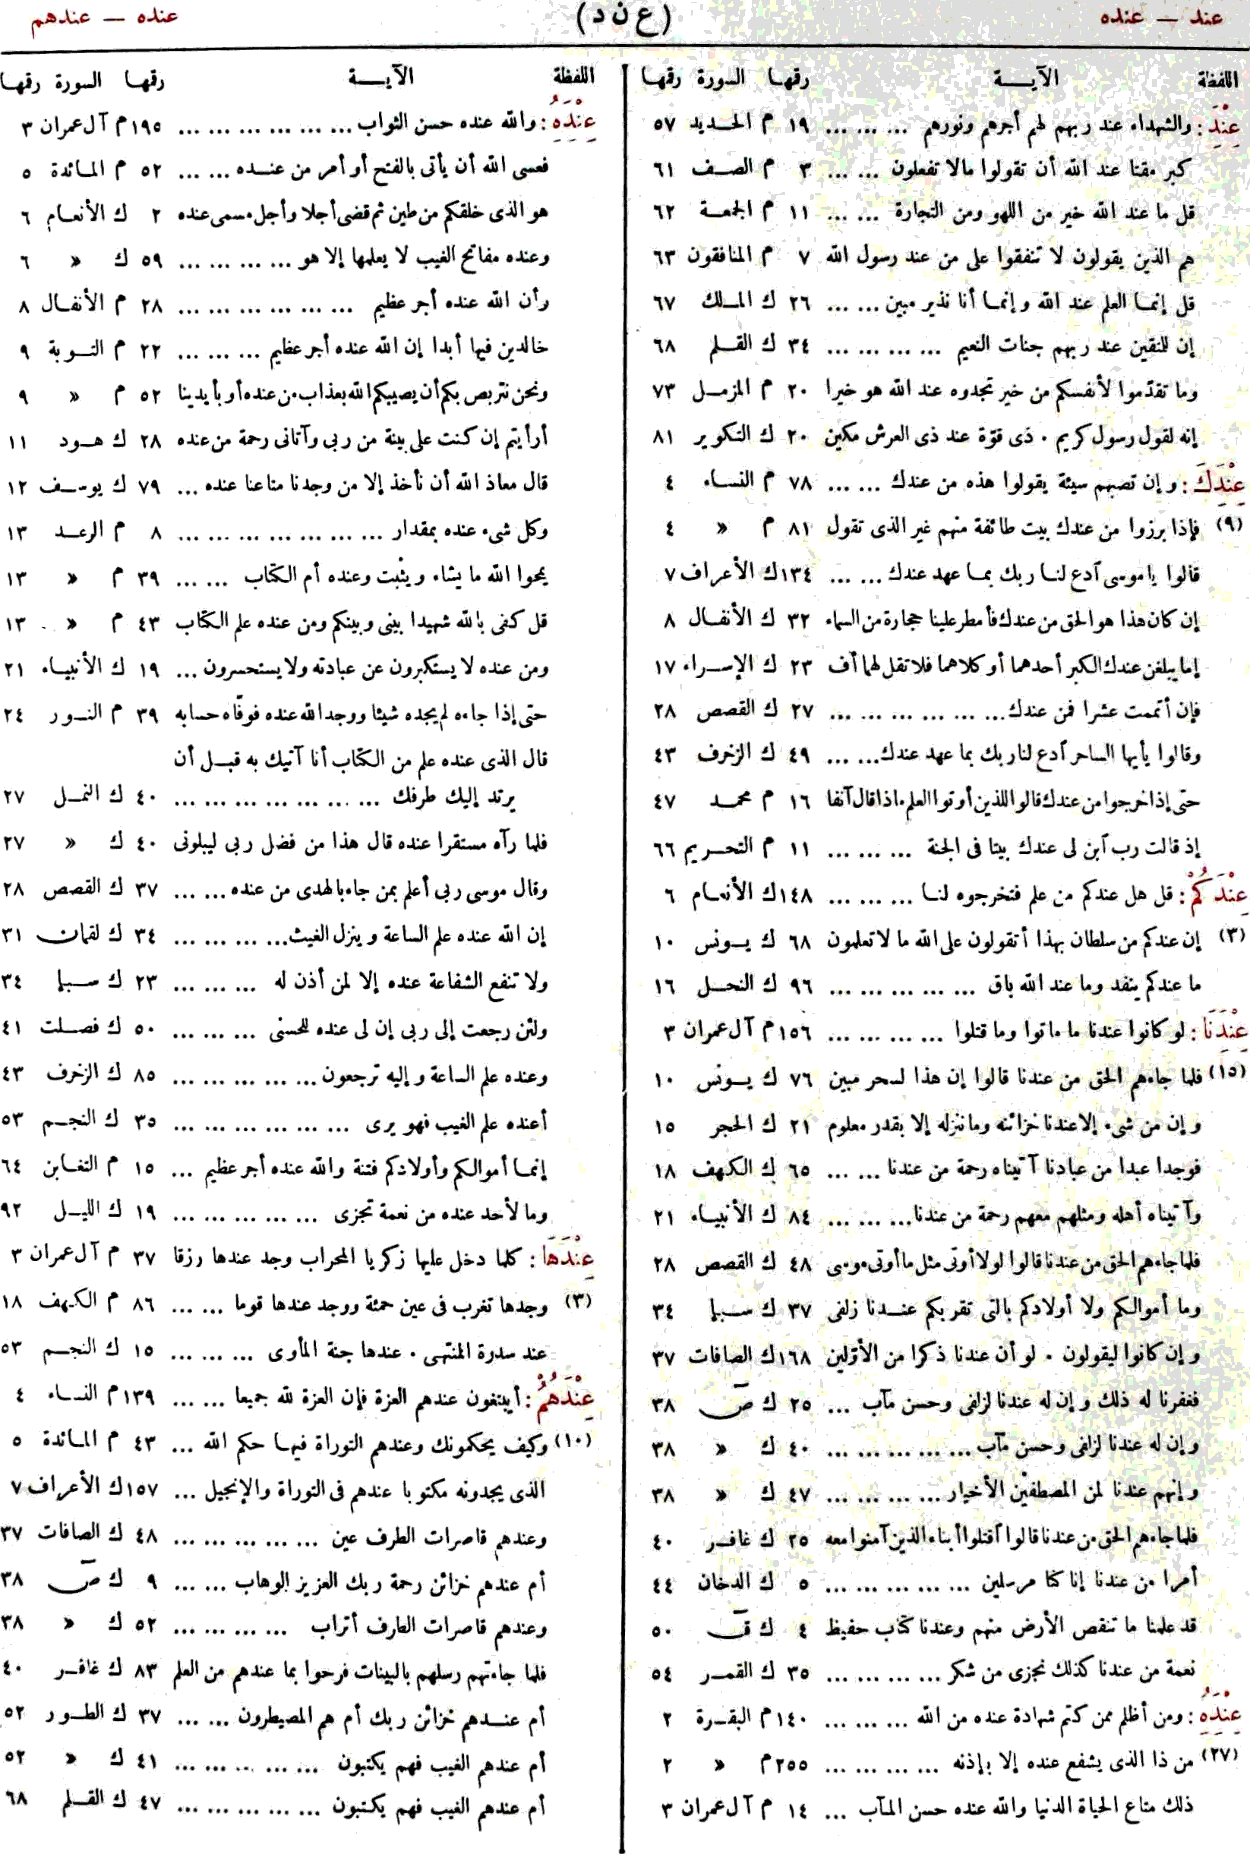 عند — عنده
(ع ن د)
عنده — عندهم
اللفظة الآيــــة رقمها السورة رقمها
عِنْدَ : والشهداء عند ربهم لهم أجرهم ونورهم ... ... ... ١٩ م الحديد ٥٧
كبر مقتا عند الله أن تقولوا مالا تفعلون ... ... ٣ م الصف ٦١
قل ما عند الله خير من اللهو ومن التجارة ... ... ١١ م الجمعة ٦٢
هم الذين يقولون لا تنفقوا على من عند رسول الله ٧ م المنافقون ٦٣
قل إنما العلم عند الله وإنما أنا نذير مبين ... ... ٢٦ ك الملك ٦٧
إن للمتقين عند ربهم جنات النعيم ... ... ... ... ٣٤ ك القلم ٦٨
وما تقدّموا لأنفسكم من خير تجدوه عند الله هو خيرا ٢٠ م المزمل ٧٣
إنه لقول رسول كريم . ذى قوّة عند ذى العرش مكين ٢٠ ك التكوير ٨١
عِنْدِكَ : وإن تصبهم سيئة يقولوا هذه من عندك ... ... ٧٨ م النساء ٤
(٩) فإذا برزوا من عندك بيت طائفة منهم غير الذى تقول ٨١ م « ٤
قالوا ياموسى آدع لنا ربك بما عهد عندك ... ... ١٣٤ك الأعراف ٧
إن كان هذا هو الحق من عندك فأمطر علينا حجارة من السماء ٣٢ ك الأنفال ٨
إما يبلغن عندك الكبر أحدهما أو كلاهما فلا تقل لهما أف ٢٣ ك الإسراء ١٧
فإن أتممت عشرا فمن عندك ... ... ... ... ... ... ٢٧ ك القصص ٢٨
وقالوا يأيها الساحر آدع لنا ربك بما عهد عندك ... ... ٤٩ ك الزخرف ٤٣
حتى إذا خرجوا من عندك قالوا للذين أوتوا العلم ماذا قال آنفا ١٦ م محمد ٤٧
إذ قالت رب آبن لى عندك بيتا فى الجنة ... ... ... ١١ م التحريم ٦٦
عِنْدَكُمْ : قل هل عندكم من علم فتخرجوه لنا ... ... ... ١٤٨ك الأنعام ٦
(٣) إن عندكم من سلطان بهذا أتقولون على الله ما لا تعلمون ٦٨ ك يونس ١٠
ما عندكم ينفد وما عند الله باق ... ... ... ... ... ٩٦ ك النحل ١٦
عِنْدَنَا : لو كانوا عندنا ما ماتوا وما قتلوا ... ... ... ... ١٥٦م آل عمران ٣
(١٥) فلما جاءهم الحق من عندنا قالوا إن هذا لسحر مبين ٧٦ ك يونس ١٠
وإن من شىء إلا عندنا خزائنه وما ننزله إلا بقدر معلوم ٢١ ك الحجر ١٥
فوجدا عبدا من عبادنا آتيناه رحمة من عندنا ... ... ٦٥ ك الكهف ١٨
وآتيناه أهله ومثلهم معهم رحمة من عندنا ... ... ... ٨٤ ك الأنبياء ٢١
فلما جاءهم الحق من عندنا قالوا لولا أوتى مثل ما أوتى موسى ٤٨ ك القصص ٢٨
وما أموالكم ولا أولادكم بالتى تقربكم عندنا زلفى ٣٧ ك سبإ ٣٤
وإن كانوا ليقولون . لو أن عندنا ذكرا من الأوّلين ١٦٨ك الصافات ٣٧
فغفرنا له ذلك وإن له عندنا لزلفى وحسن مآب ... ٢٥ ك صۤ ٣٨
وإن له عندنا لزلفى وحسن مآب ... ... ... ... ... ٤٠ ك « ٣٨
وإنهم عندنا لمن المصطفين الأخيار ... ... ... ... ٤٧ ك « ٣٨
فلما جاءهم الحق من عندنا قالوا آقتلوا أبناء الذين آمنوا معه ٢٥ ك غافر ٤٠
أمرا من عندنا إنا كنا مرسلين ... ... ... ... ... ٥ ك الدخان ٤٤
قد علمنا ما تنقص الأرض منهم وعندنا كتاب حفيظ ٤ ك قۤ ٥٠
نعمة من عندنا كذلك نجزى من شكر ... ... ... ... ٣٥ ك القمر ٥٤
عِنْدَهُ : ومن أظلم ممن كتم شهادة عنده من الله ... ... ... ١٤٠م البقرة ٢
(٢٧) من ذا الذى يشفع عنده إلا بإذنه ... ... ... ... ٢٥٥م « ٢
ذلك متاع الحياة الدنيا والله عنده حسن المآب ... ١٤ م آل عمران ٣
اللفظة الآيــــة رقمها السورة رقمها
عِنْدَهُ : والله عنده حسن الثواب ... ... ... ... ... ... ١٩٥م آل عمران ٣
فعسى الله أن يأتى بالفتح أو أمر من عنده ... ... ٥٢ م المائدة ٥
هو الذى خلقكم من طين ثم قضى أجلا وأجل مسمى عنده ٢ ك الأنعام ٦
وعنده مفاتح الغيب لا يعلمها إلا هو ... ... ... ... ٥٩ ك « ٦
وأن الله عنده أجر عظيم ... ... ... ... ... ... ٢٨ م الأنفال ٨
خالدين فيها أبدا إن الله عنده أجر عظيم ... ... ... ٢٢ م التوبة ٩
ونحن نتربص بكم أن يصيبكم الله بعذاب من عنده أو بأيدينا ٥٢ م « ٩
أرأيتم إن كنت على بينة من ربى وآتانى رحمة من عنده ٢٨ ك هود ١١
قال معاذ الله أن نأخذ إلا من وجدنا متاعنا عنده ... ٧٩ ك يوسف ١٢
وكل شىء عنده بمقدار ... ... ... ... ... ... ... ٨ م الرعد ١٣
يمحوا الله ما يشاء ويثبت وعنده أم الكتاب ... ... ٣٩ م « ١٣
قل كفى بالله شهيدا بينى وبينكم ومن عنده علم الكتاب ٤٣ م « ١٣
ومن عنده لا يستكبرون عن عبادته ولا يستحسرون ... ١٩ ك الأنبياء ٢١
حتى إذا جاءه لم يجده شيئا ووجد الله عنده فوفّاه حسابه ٣٩ م النور ٢٤
قال الذى عنده علم من الكتاب أنا آتيك به قبل أن
يرتد إليك طرفك ... ... ... ... ... ... ... ٤٠ ك النمل ٢٧
فلما رآه مستقرا عنده قال هذا من فضل ربى ليبلونى ٤٠ ك « ٢٧
وقال موسى ربى أعلم بمن جاء بالهدى من عنده ... ... ٣٧ ك القصص ٢٨
إن الله عنده علم الساعة وينزل الغيث ... ... ... ... ٣٤ ك لقمان ٣١
ولا تنفع الشفاعة عنده إلا لمن أذن له ... ... ... ٢٣ ك سبإ ٣٤
ولئن رجعت إلى ربى إن لى عنده للحسنى ... ... ... ٥٠ ك فصلت ٤١
وعنده علم الساعة وإليه ترجعون ... ... ... ... ... ٨٥ ك الزخرف ٤٣
أعنده علم الغيب فهو يرى ... ... ... ... ... ... ٣٥ ك النجم ٥٣
إنما أموالكم وأولادكم فتنة والله عنده أجر عظيم ... ١٥ م التغابن ٦٤
وما لأحد عنده من نعمة تجزى ... ... ... ... ... ١٩ ك الليل ٩٢
عِنْدَهَا : كلما دخل عليها زكريا المحراب وجد عندها رزقا ٣٧ م آل عمران ٣
(٣) وجدها تغرب فى عين حمئة ووجد عندها قوما ... ... ٨٦ م الكهف ١٨
عند سدرة المنتهى . عندها جنة المأوى ... ... ... ١٥ ك النجم ٥٣
عِنْدَهُمُ : أيبتغون عندهم العزة فإن العزة لله جميعا ... ... ١٣٩م النساء ٤
(١٠) وكيف يحكمونك وعندهم التوراة فيها حكم الله ... ٤٣ م المائدة ٥
الذى يجدونه مكتوبا عندهم فى التوراة والإنجيل ... ١٥٧ك الأعراف ٧
وعندهم قاصرات الطرف عين ... ... ... ... ... ٤٨ ك الصافات ٣٧
أم عندهم خزائن رحمة ربك العزيز الوهاب ... ... ٩ ك صۤ ٣٨
وعندهم قاصرات الطرف أتراب ... ... ... ... ٥٢ ك « ٣٨
فلما جاءتهم رسلهم بالبينات فرحوا بما عندهم من العلم ٨٣ ك غافر ٤٠
أم عندهم خزائن ربك أم هم المصيطرون ... ... ٣٧ ك الطور ٥٢
أم عندهم الغيب فهم يكتبون ... ... ... ... ... ٤١ ك « ٥٢
أم عندهم الغيب فهم يكتبون ... ... ... ... ... ٤٧ ك القلم ٦٨